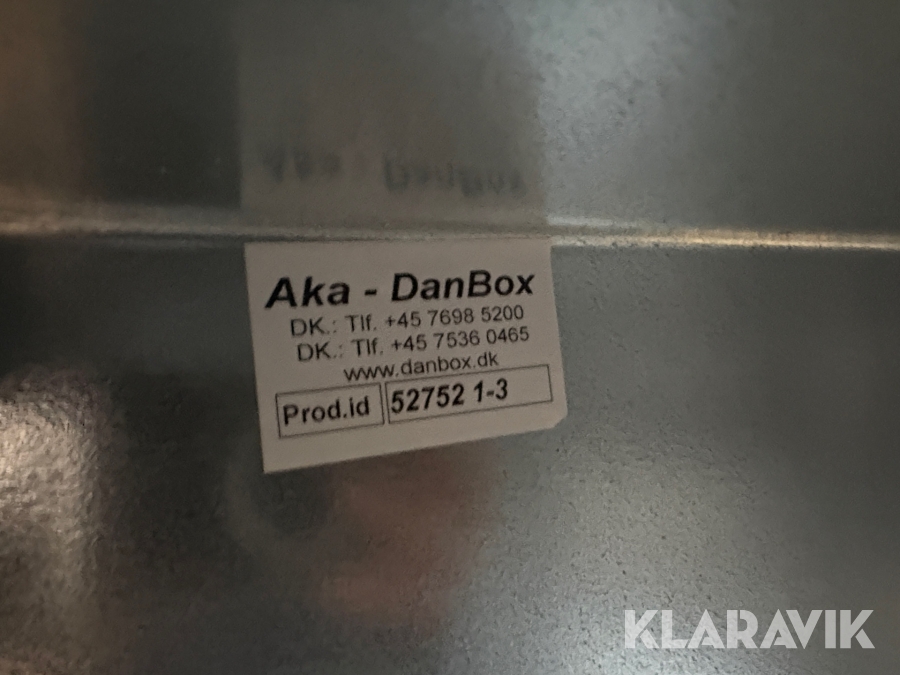 Aka - DanBox
DK.: Tlf. +45 7698 5200
DK.: Tlf. +45 7536 0465
www.danbox.dk
Prod.id 52752 1-3
KLARAVIK